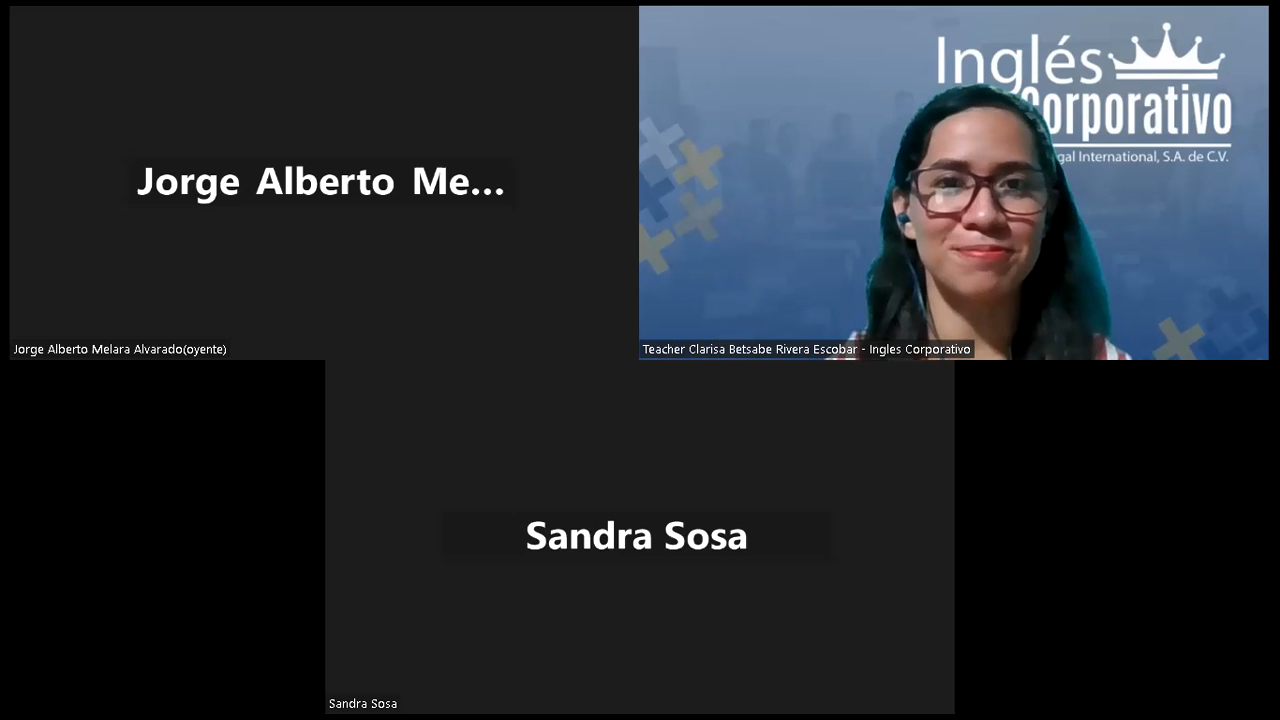 Jorge Alberto Me...
Jorge Alberto Melara Alvarado(oyente)
Inglés
Corporativo
gal International, S.A. de C.V.
Teacher Clarisa Betsabe Rivera Escobar - Ingles Corporativo
Sandra Sosa
Sandra Sosa